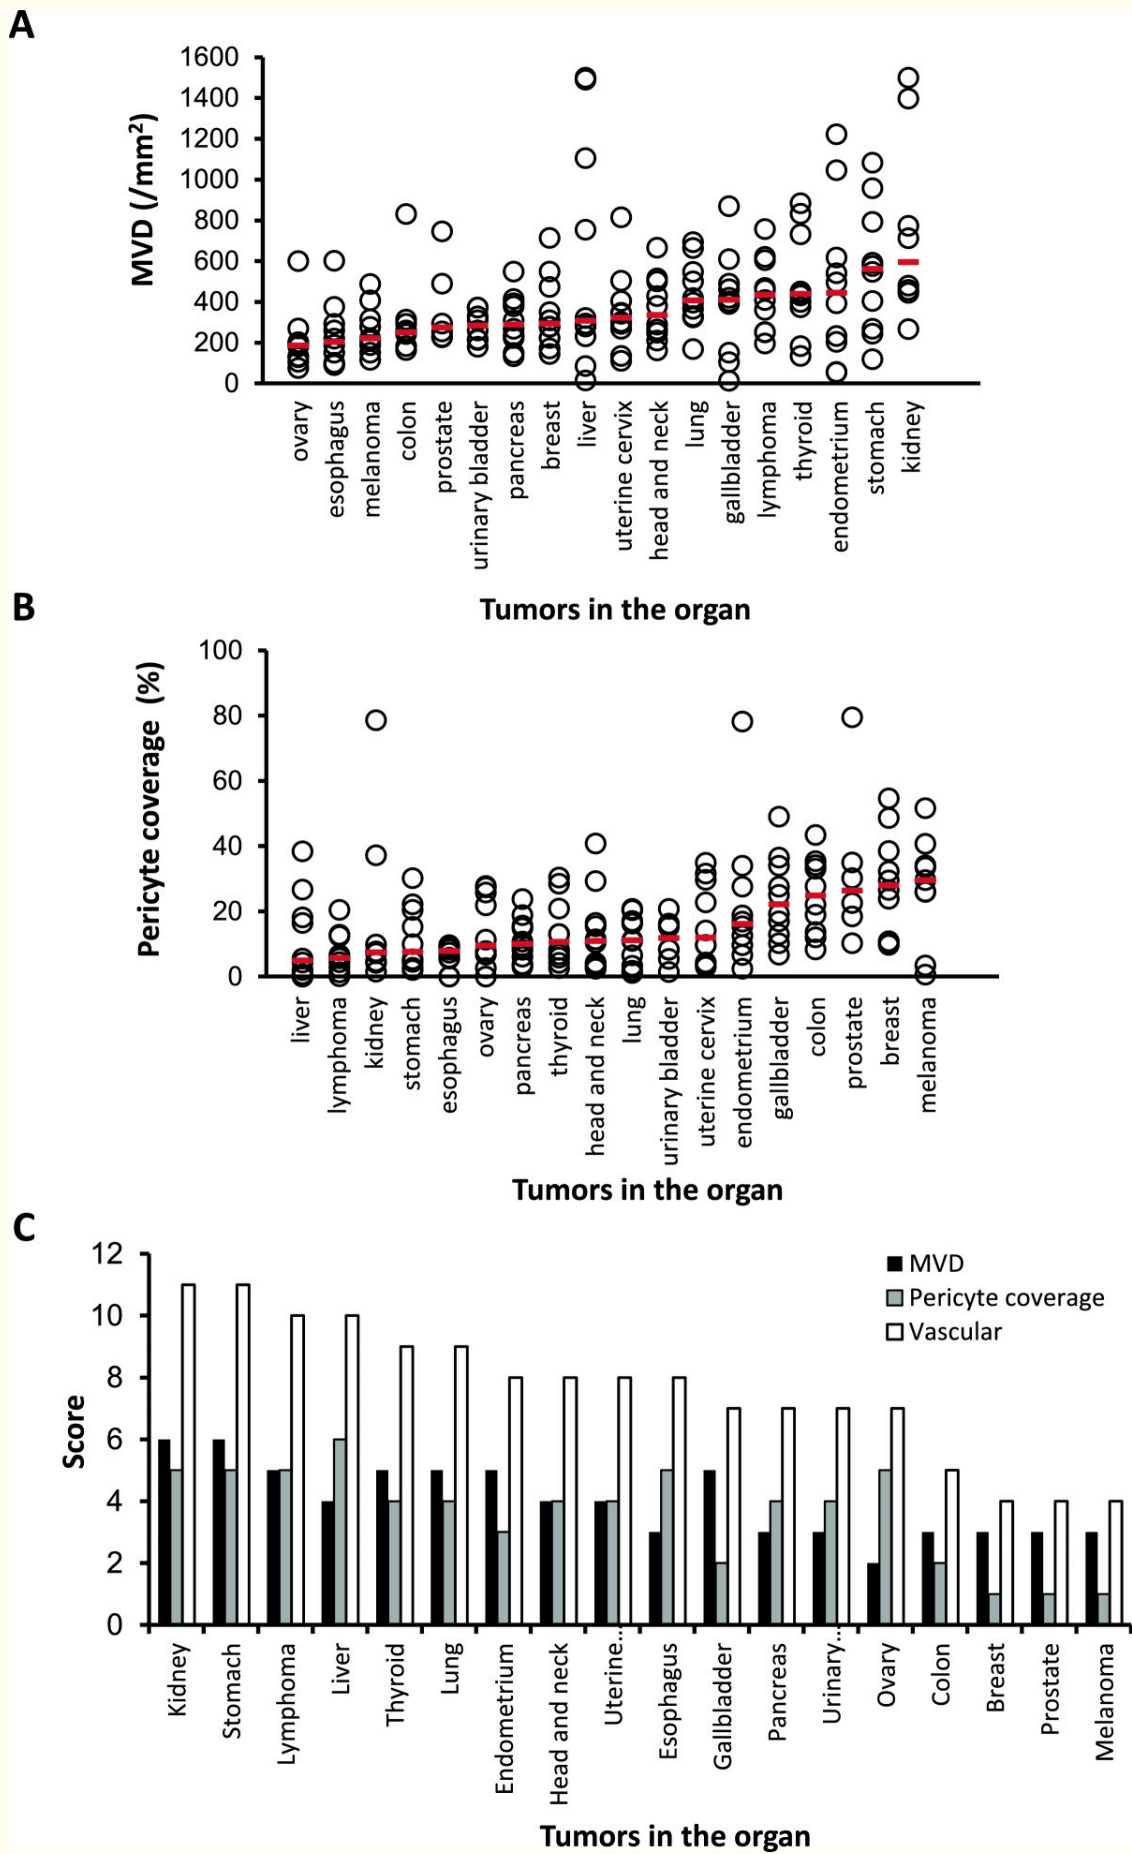 A
MVD (/mm²)
1600
1400
1200
1000
800
600
400
200
0
ovary
esophagus
melanoma
colon
prostate
urinary bladder
pancreas
breast
liver
uterine cervix
head and neck
lung
gallbladder
lymphoma
thyroid
endometrium
stomach
kidney
Tumors in the organ
B
Pericyte coverage (%)
100
80
60
40
20
0
liver
lymphoma
kidney
stomach
esophagus
ovary
pancreas
thyroid
head and neck
lung
urinary bladder
uterine cervix
endometrium
gallbladder
colon
prostate
breast
melanoma
Tumors in the organ
C
Score
12
10
8
6
4
2
0
MVD
Pericyte coverage
Vascular
Kidney
Stomach
Lymphoma
Liver
Thyroid
Lung
Endometrium
Head and neck
Uterine...
Esophagus
Gallbladder
Pancreas
Urinary...
Ovary
Colon
Breast
Prostate
Melanoma
Tumors in the organ